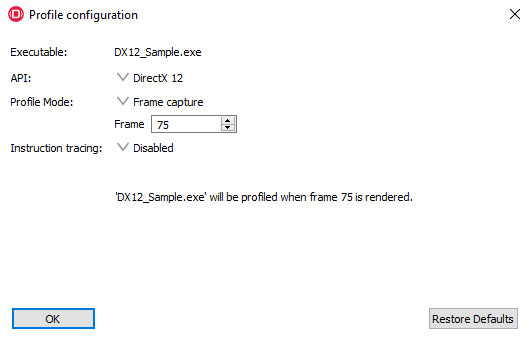 Profile configuration
Executable: DX12_Sample.exe
API: DirectX 12
Profile Mode: Frame capture
Frame 75
Instruction tracing: Disabled
'DX12_Sample.exe' will be profiled when frame 75 is rendered.
OK Restore Defaults